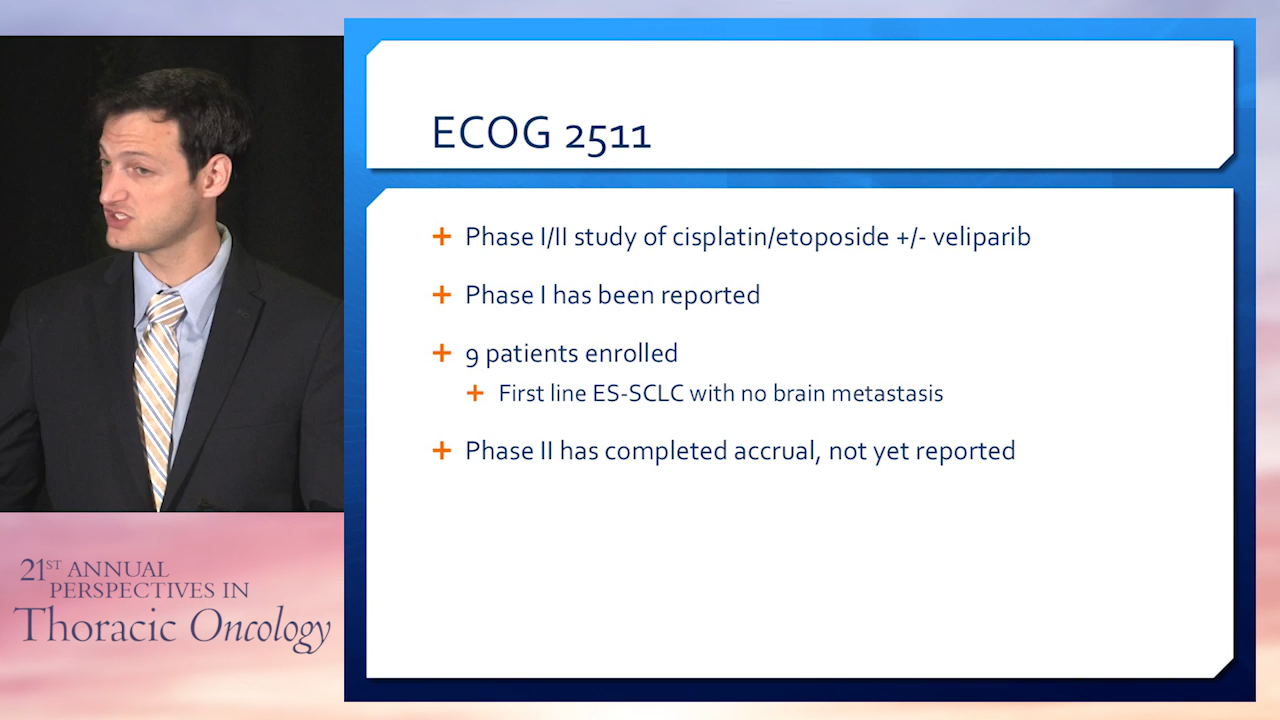 ECOG 2511
Phase I/II study of cisplatin/etoposide +/- veliparib
Phase I has been reported
9 patients enrolled
First line ES-SCLC with no brain metastasis
Phase II has completed accrual, not yet reported
21ST ANNUAL
PERSPECTIVES IN
Thoracic Oncology